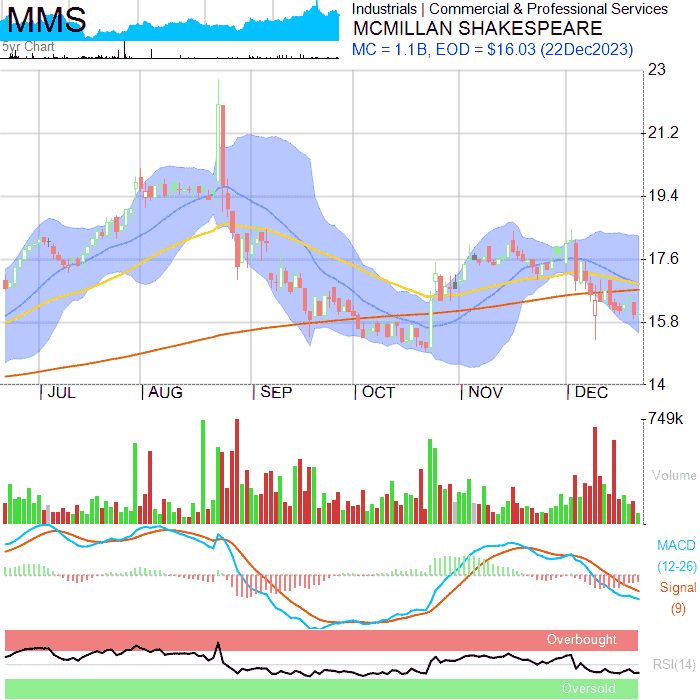 MMS
5yr Chart
Industrials | Commercial & Professional Services
MCMILLAN SHAKESPEARE
MC = 1.1B, EOD = $16.03 (22Dec2023)
23
21.2
19.4
17.6
15.8
14
JUL AUG SEP OCT NOV DEC
749k
Volume
MACD
(12-26)
Signal
(9)
Overbought
RSI(14)
Oversold